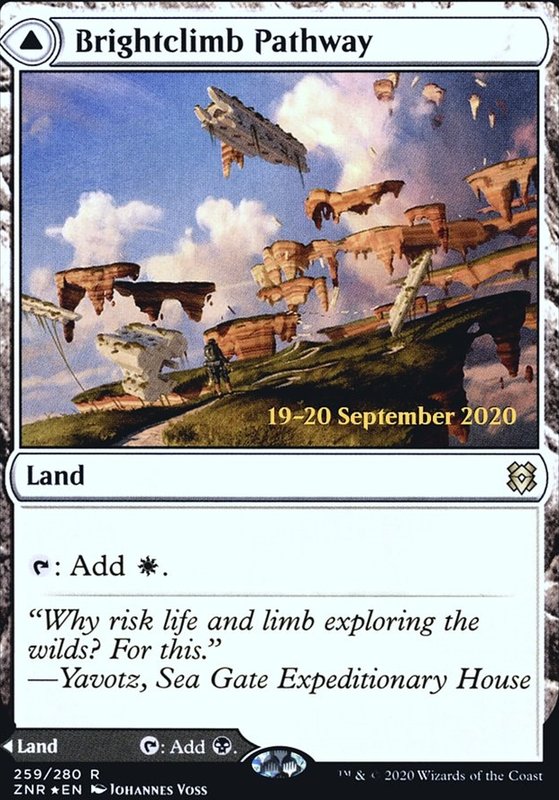 Brightclimb Pathway
19–20 September 2020
Land
: Add .
“Why risk life and limb exploring the
wilds? For this.”
—Yavotz, Sea Gate Expeditionary House
Land : Add .
259/280 R
ZNR ★ EN Johannes Voss
™ & © 2020 Wizards of the Coast